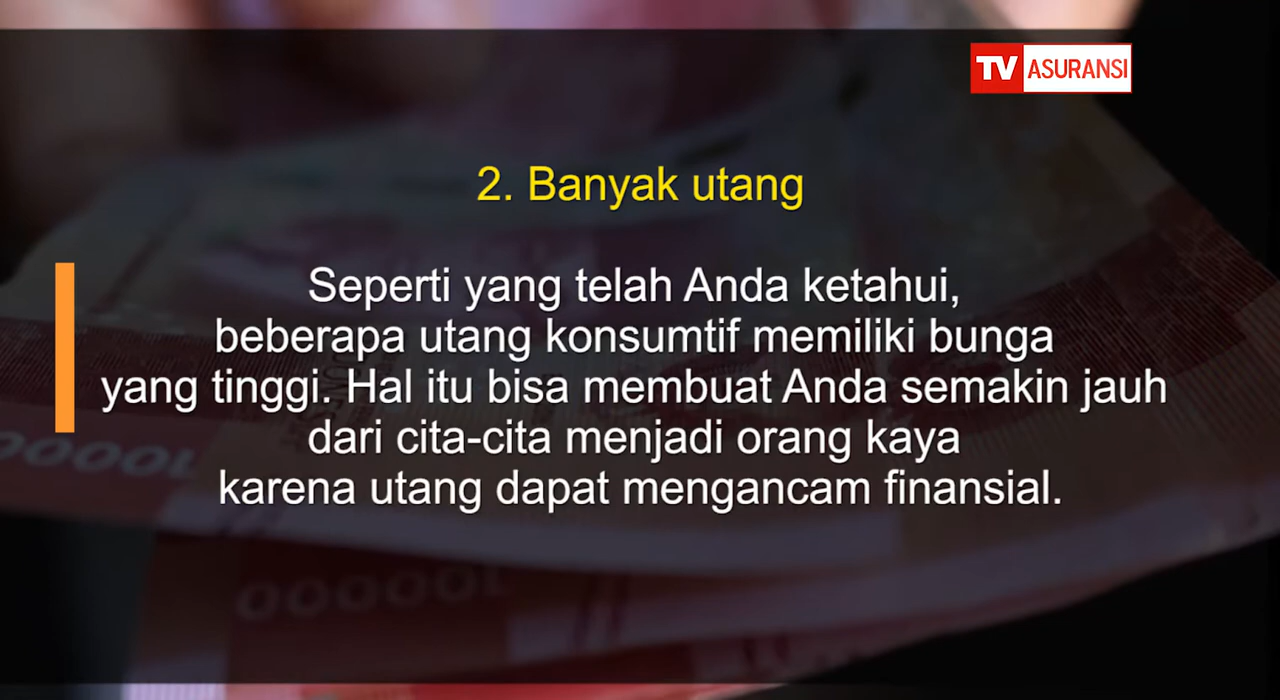 TV ASURANSI
2. Banyak utang
Seperti yang telah Anda ketahui,
beberapa utang konsumtif memiliki bunga
yang tinggi. Hal itu bisa membuat Anda semakin jauh
dari cita-cita menjadi orang kaya
karena utang dapat mengancam finansial.